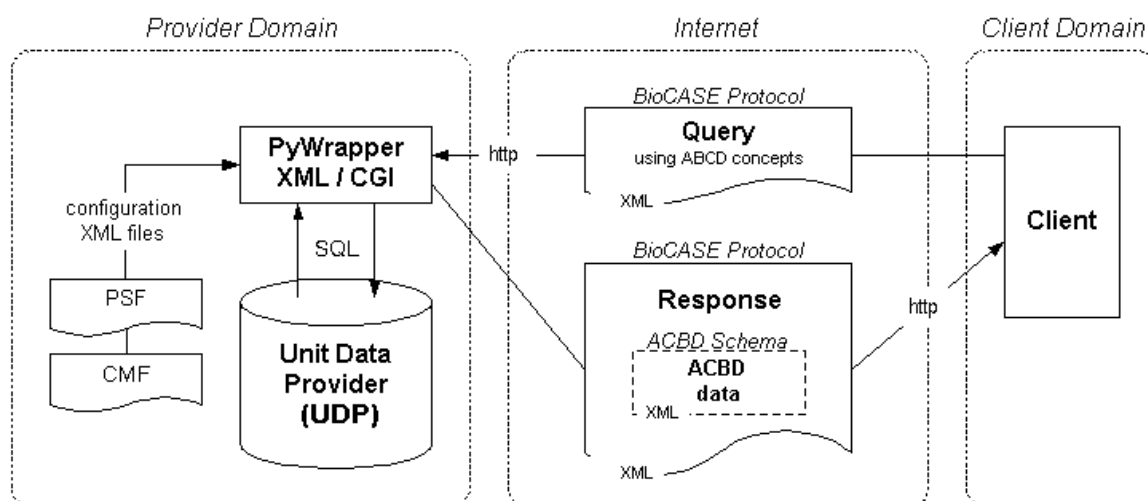 Provider Domain
Internet
Client Domain
PyWrapper
XML / CGI
configuration
XML files
SQL
PSF
CMF
Unit Data
Provider
(UDP)
http
BioCASE Protocol
Query
using ABCD concepts
XML
BioCASE Protocol
Response
ACBD Schema
ACBD
data
XML
XML
http
Client